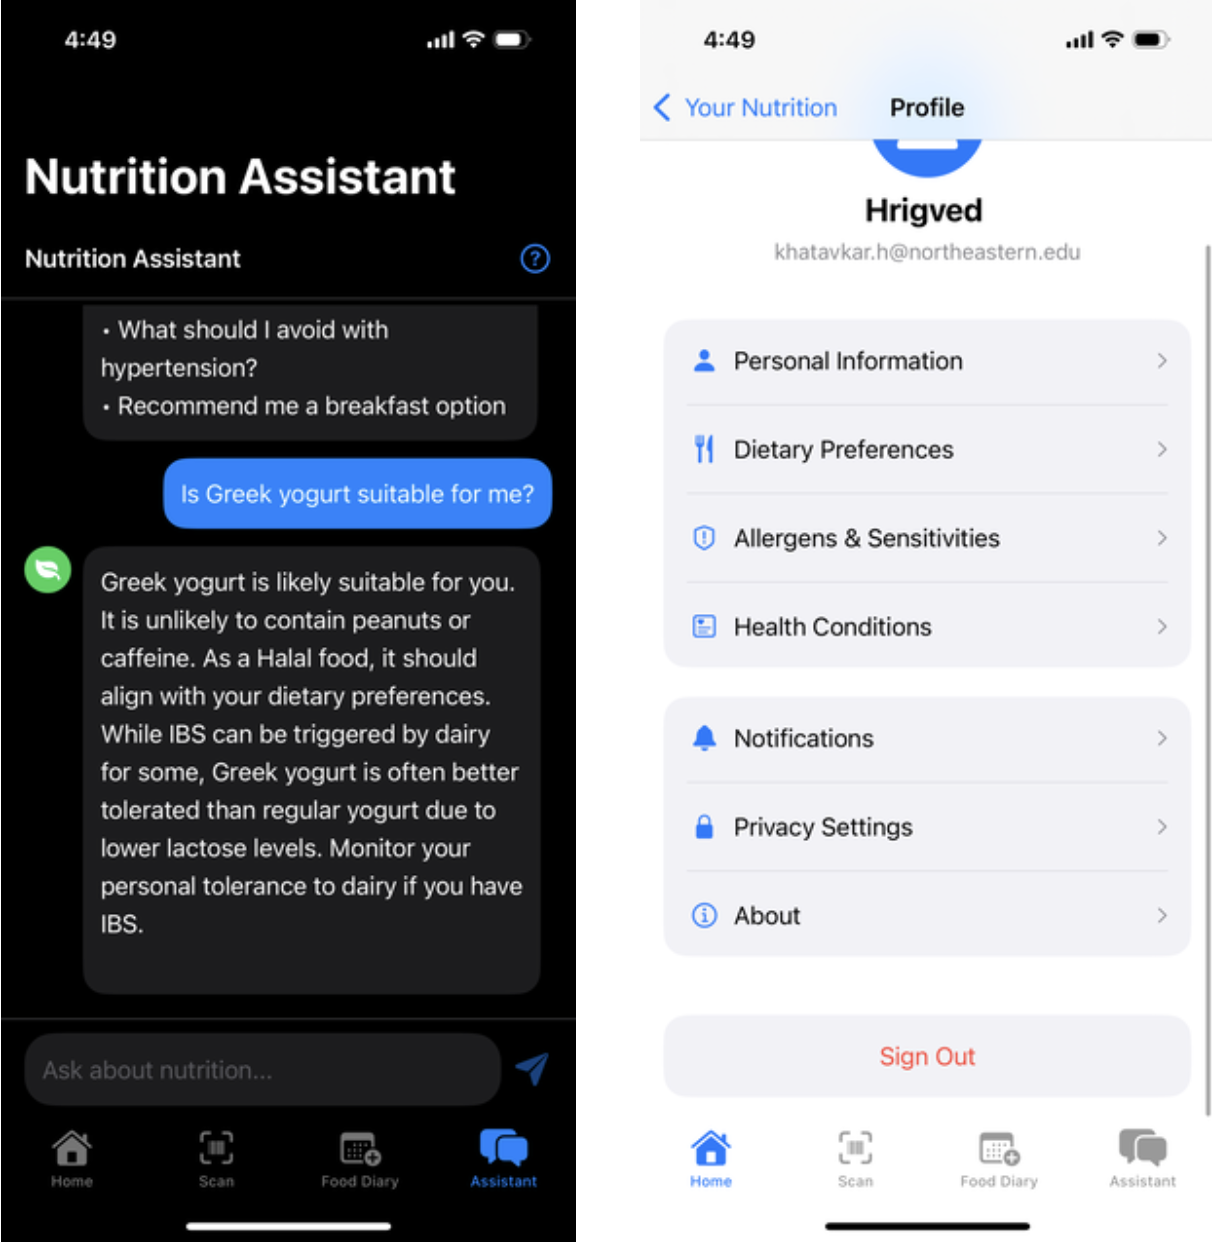 4:49
Nutrition Assistant
Nutrition Assistant
?
• What should I avoid with
hypertension?
• Recommend me a breakfast option
Is Greek yogurt suitable for me?
Greek yogurt is likely suitable for you.
It is unlikely to contain peanuts or
caffeine. As a Halal food, it should
align with your dietary preferences.
While IBS can be triggered by dairy
for some, Greek yogurt is often better
tolerated than regular yogurt due to
lower lactose levels. Monitor your
personal tolerance to dairy if you have
IBS.
Ask about nutrition...
Home
Scan
Food Diary
Assistant
4:49
Your Nutrition
Profile
Hrigved
khatavkar.h@northeastern.edu
Personal Information
Dietary Preferences
Allergens & Sensitivities
Health Conditions
Notifications
Privacy Settings
About
Sign Out
Home
Scan
Food Diary
Assistant